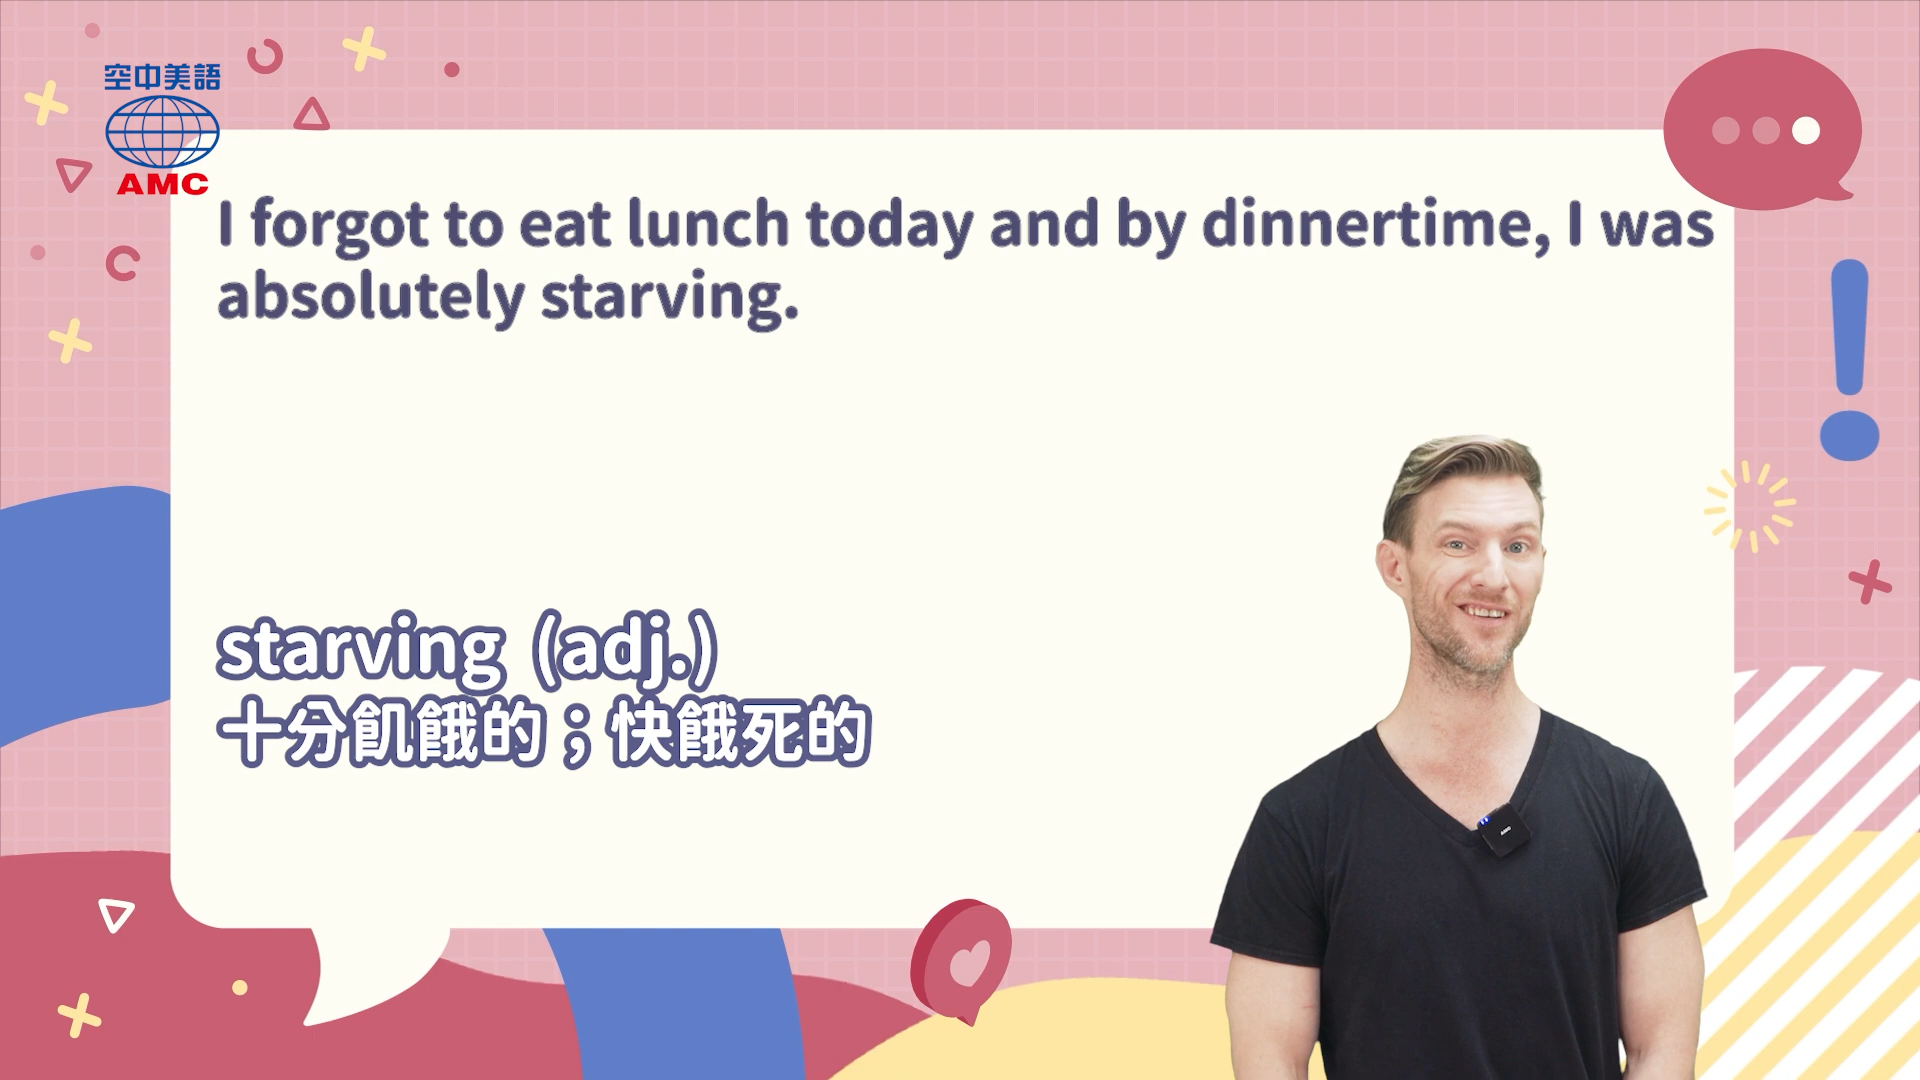 空中美語
AMC
I forgot to eat lunch today and by dinnertime, I was
absolutely starving.
starving (adj.)
十分飢餓的；快餓死的